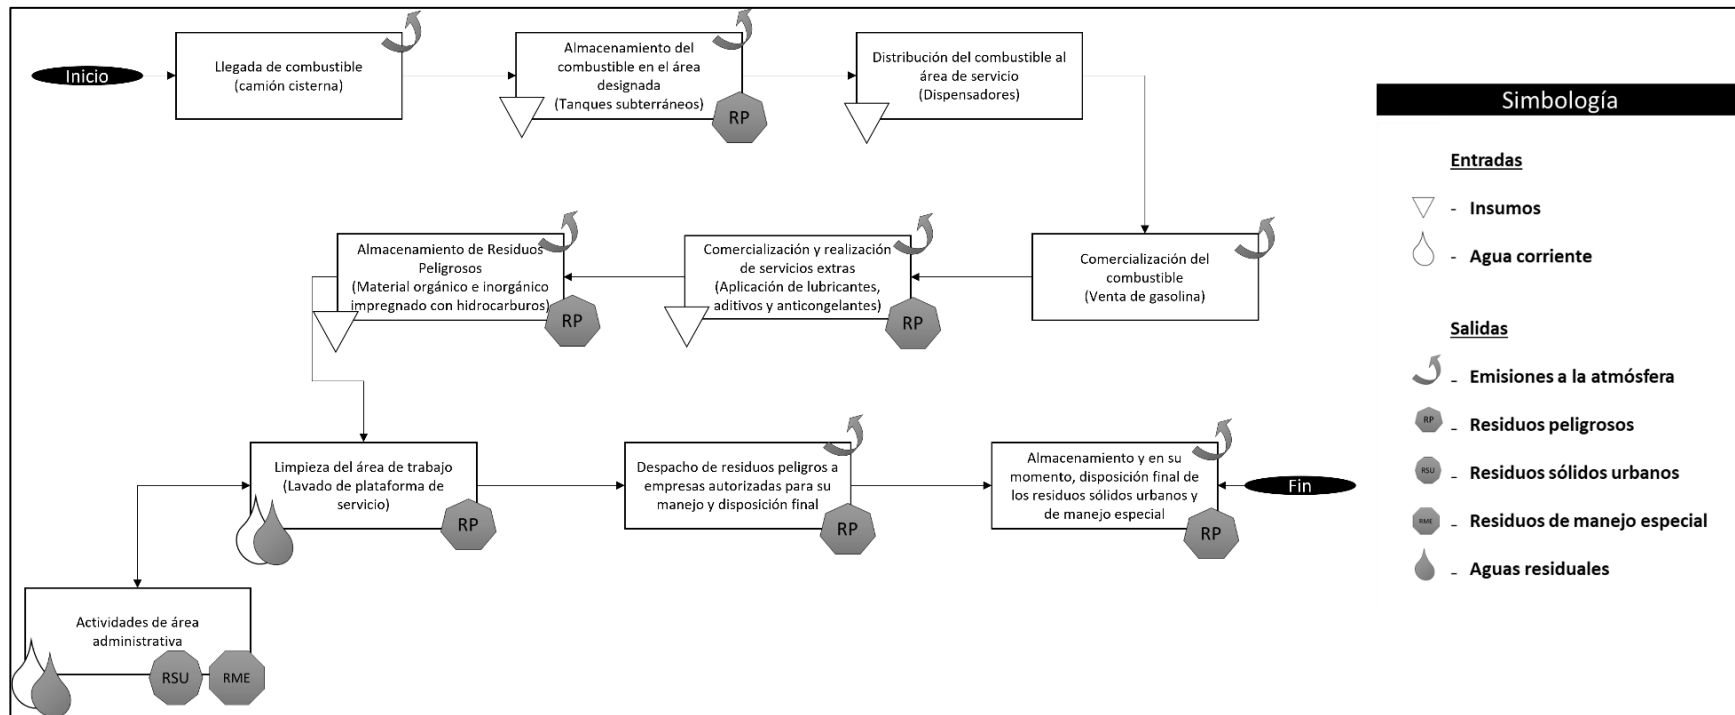 Inicio
Llegada de combustible
(camión cisterna)
Almacenamiento del
combustible en el área
designada
(Tanques subterráneos)
RP
Distribución del combustible al
área de servicio
(Dispensadores)
Almacenamiento de Residuos
Peligrosos
(Material orgánico e inorgánico
impregnado con hidrocarburos)
RP
Comercialización y realización
de servicios extras
(Aplicación de lubricantes,
aditivos y anticongelantes)
RP
Comercialización del
combustible
(Venta de gasolina)
Limpieza del área de trabajo
(Lavado de plataforma de
servicio)
RP
Despacho de residuos peligros a
empresas autorizadas para su
manejo y disposición final
RP
Almacenamiento y en su
momento, disposición final de
los residuos sólidos urbanos y
de manejo especial
RP
Fin
Actividades de área
administrativa
RSU
RME
Simbología
Entradas
- Insumos
- Agua corriente
Salidas
- Emisiones a la atmósfera
RP - Residuos peligrosos
RSU - Residuos sólidos urbanos
RME - Residuos de manejo especial
- Aguas residuales